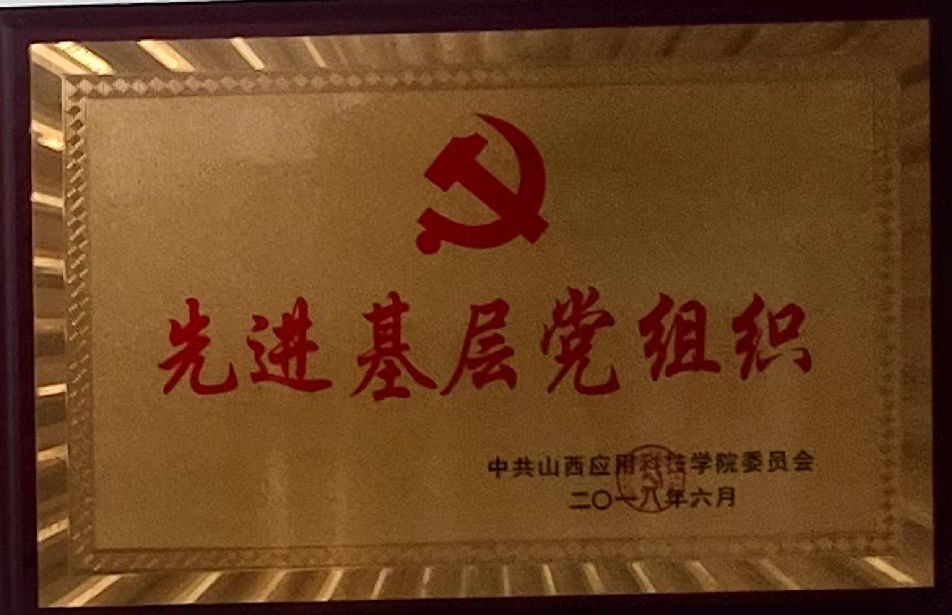 先进基层党组织
中共山西应用科技学院委员会
二〇一八年六月